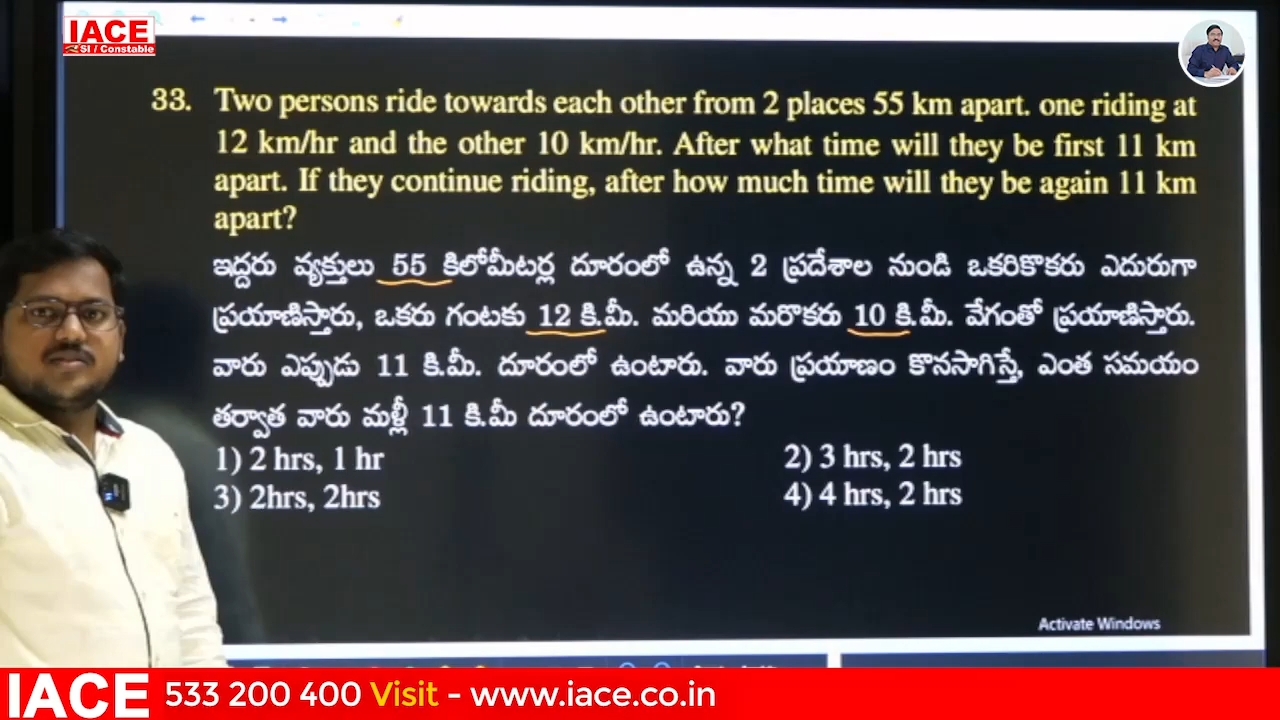 IACE
SI / Constable
33. Two persons ride towards each other from 2 places 55 km apart. one riding at
12 km/hr and the other 10 km/hr. After what time will they be first 11 km
apart. If they continue riding, after how much time will they be again 11 km
apart?
ఇద్దరు వ్యక్తులు 55 కిలోమీటర్ల దూరంలో ఉన్న 2 ప్రదేశాల నుండి ఒకరికొకరు ఎదురుగా
ప్రయాణిస్తారు, ఒకరు గంటకు 12 కి.మీ. మరియు మరొకరు 10 కి.మీ. వేగంతో ప్రయాణిస్తారు.
వారు ఎప్పుడు 11 కి.మీ. దూరంలో ఉంటారు. వారు ప్రయాణం కొనసాగిస్తే, ఎంత సమయం
తర్వాత వారు మళ్లీ 11 కి.మీ దూరంలో ఉంటారు?
1) 2 hrs, 1 hr 2) 3 hrs, 2 hrs
3) 2hrs, 2hrs 4) 4 hrs, 2 hrs
Activate Windows
IACE 533 200 400 Visit - www.iace.co.in